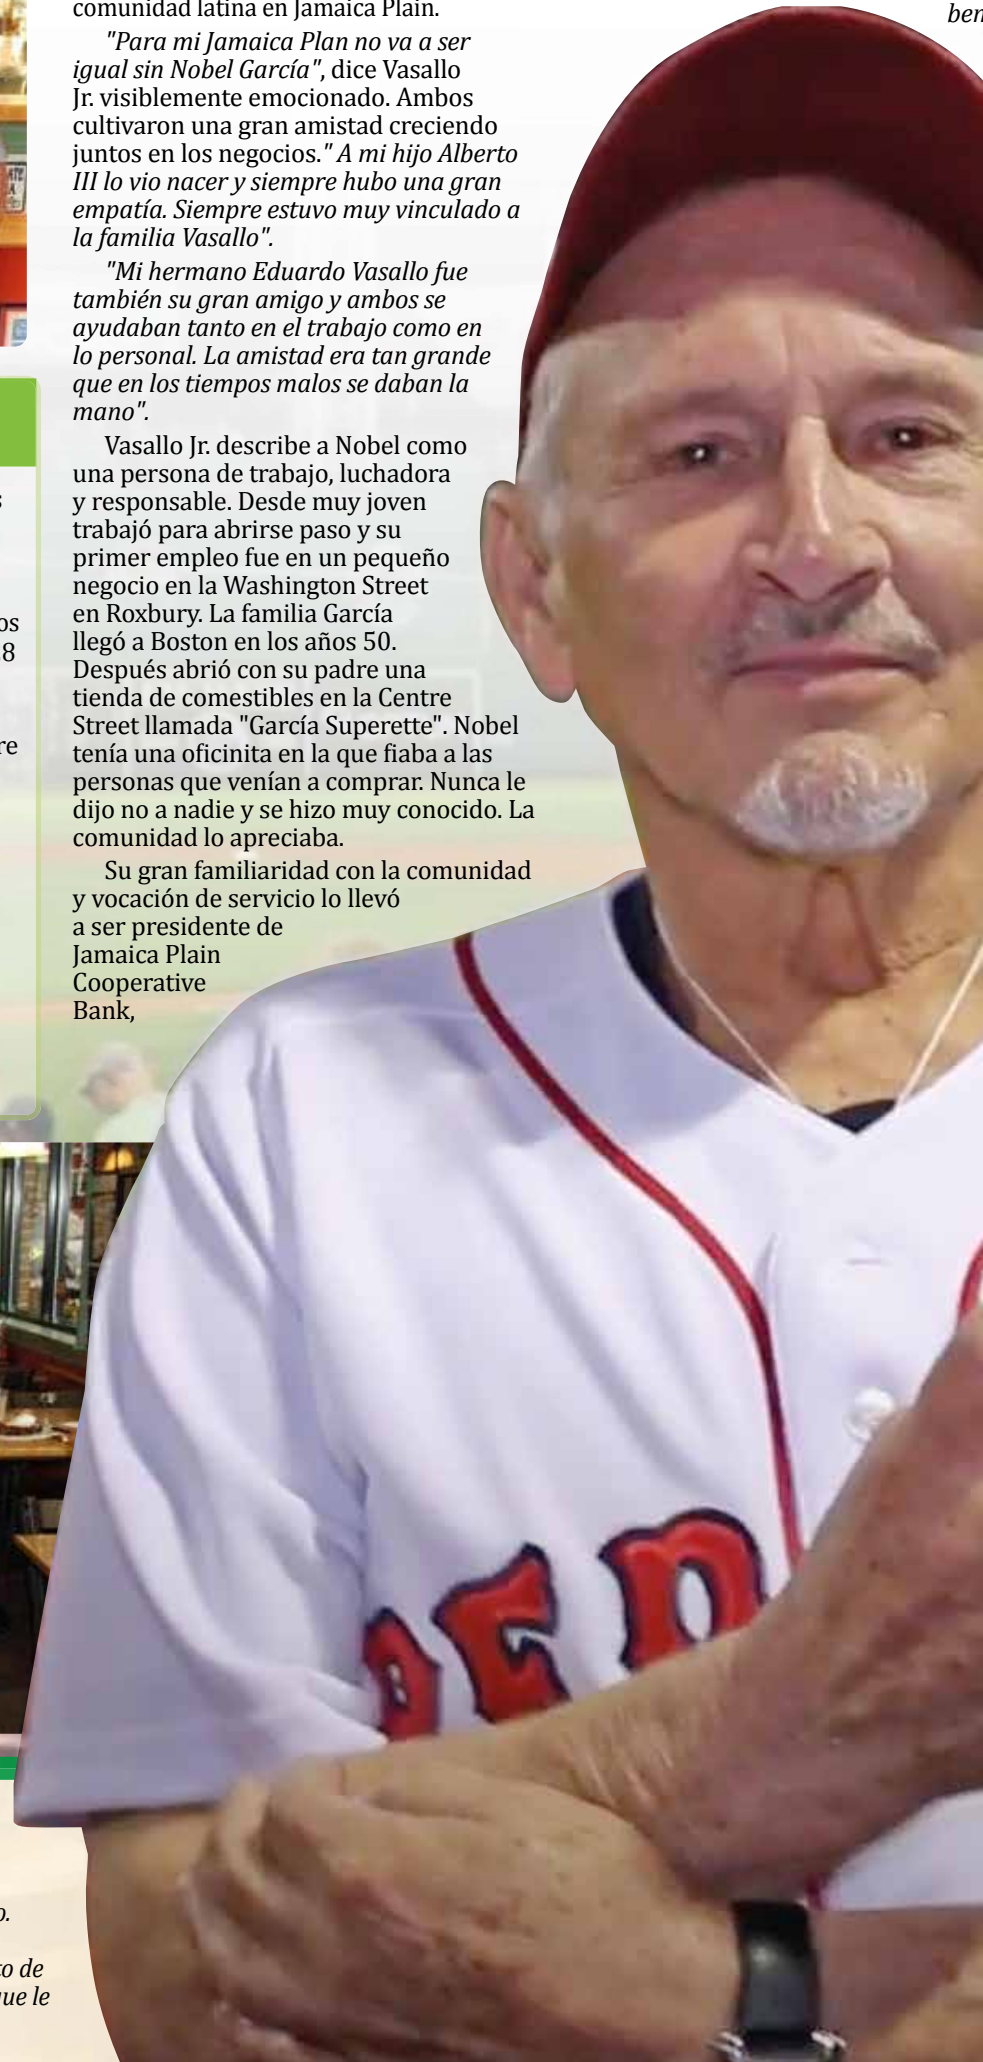 comunidad latina en Jamaica Plain.
"Para mi Jamaica Plan no va a ser
igual sin Nobel García", dice Vasallo
Jr. visiblemente emocionado. Ambos
cultivaron una gran amistad creciendo
juntos en los negocios." A mi hijo Alberto
III lo vio nacer y siempre hubo una gran
empatía. Siempre estuvo muy vinculado a
la familia Vasallo".
"Mi hermano Eduardo Vasallo fue
también su gran amigo y ambos se
ayudaban tanto en el trabajo como en
lo personal. La amistad era tan grande
que en los tiempos malos se daban la
mano".
Vasallo Jr. describe a Nobel como
una persona de trabajo, luchadora
y responsable. Desde muy joven
trabajó para abrirse paso y su
primer empleo fue en un pequeño
negocio en la Washington Street
en Roxbury. La familia García
llegó a Boston en los años 50.
Después abrió con su padre una
tienda de comestibles en la Centre
Street llamada "García Superette". Nobel
tenía una oficinita en la que fiaba a las
personas que venían a comprar. Nunca le
dijo no a nadie y se hizo muy conocido. La
comunidad lo apreciaba.
Su gran familiaridad con la comunidad
y vocación de servicio lo llevó
a ser presidente de
Jamaica Plain
Cooperative
Bank,
ben
os
8
re
o.
to de
que le
RED